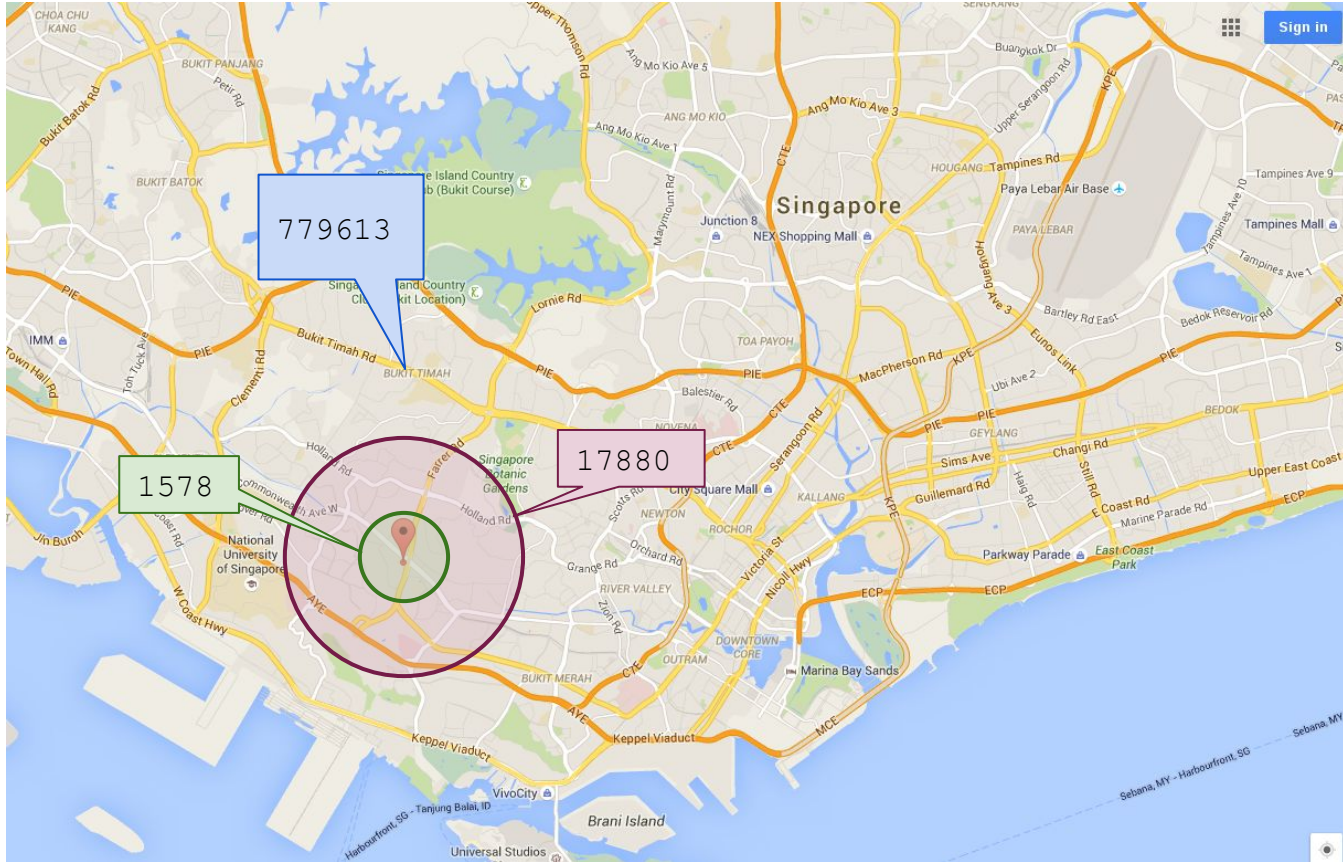 CHOA CHU
KANG
SENGKANG
Sign in
Upper Thomson Rd
Buangkok Dr
BUKIT PANJANG
Petir Rd
Ang Mo Kio Ave 5
KPE
Bukit Batok Rd
ANG MO KIO
Ang Mo Kio Ave 3
Upper Serangoon Rd
Ang Mo Kio Ave 1
CTE
HOUGANG
Tampines Rd
BUKIT BATOK
Country
(Bukit Course)
Paya Lebar Air Base
Tampines Ave 9
Tampines Ave 10
779613
Marymount Rd
Singapore
Junction 8
NEX Shopping Mall
PAYA LEBAR
Tampines Mall
Hougang Ave 3
Tampines Ave 1
PIE
Country
Location)
Lornie Rd
Bartley Rd East
Bedok Reservoir Rd
IMM
Toh Tuck Ave
PIE
Bukit Timah Rd
TOA PAYOH
MacPherson Rd
KPE
Eunos Link
PIE
Town Hall Rd
Clementi Rd
BUKIT TIMAH
PIE
PIE
Ubi Ave 2
Balestier Rd
CTE
BEDOK
NOVENA
PIE
GEYLANG
Farrer Rd
Holland Rd
Singapore
Botanic
Gardens
17880
CTE
Serangoon Rd
Sims Ave
Changi Rd
Still Rd
Upper East Coast
1578
Commonwealth Ave W
Holland Rd
Scotts Rd
City Square Mall
KALLANG
Guillemard Rd
Haig Rd
ECP
E Coast Rd
Marine Parade Rd
NEWTON
ROCHOR
KPE
Jln Buroh
National
University
of Singapore
Orchard Rd
Grange Rd
Victoria St
Nicoll Hwy
Parkway Parade
East Coast
Park
W Coast Hwy
AYE
RIVER VALLEY
Zion Rd
ECP
ECP
DOWNTOWN
CORE
OUTRAM
CTE
Marina Bay Sands
BUKIT MERAH
AYE
MCE
Keppel Viaduct
Keppel Viaduct
Sebana, MY
Sebana, MY - Harbourfront, SG
VivoCity
Harbourfront, SG - Tanjung Balai, ID
Brani Island
Universal Studios